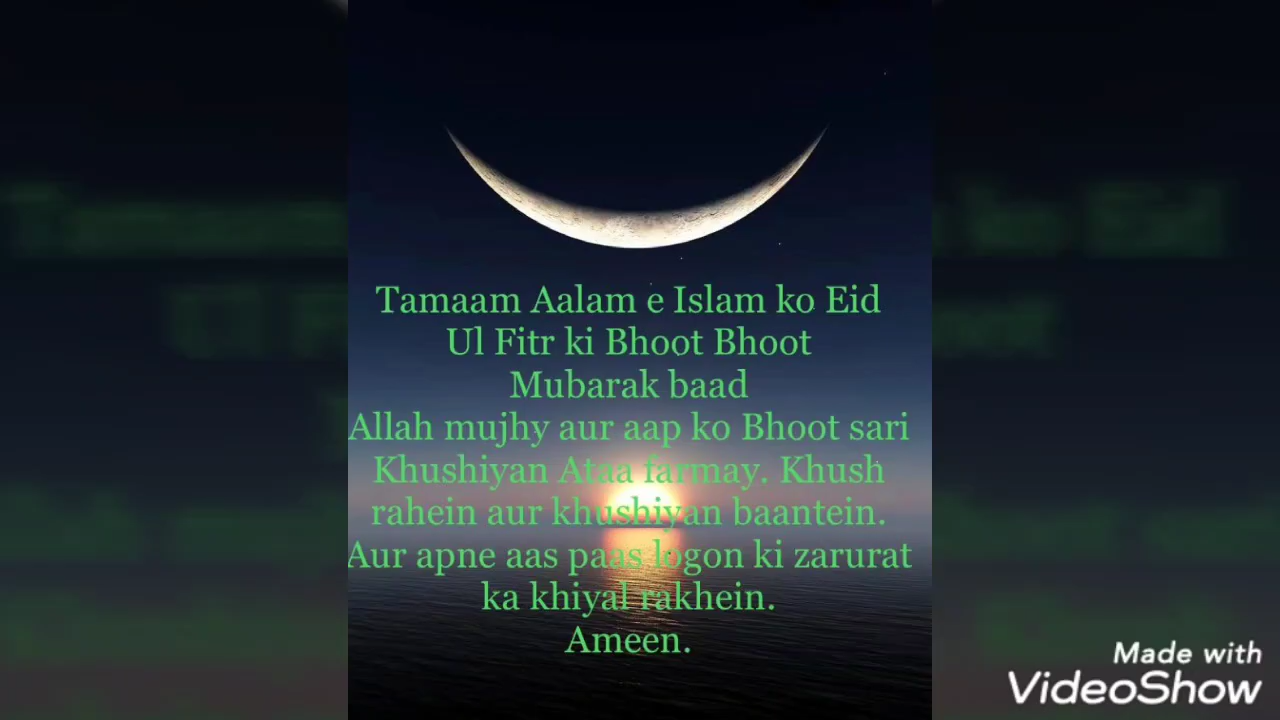 Tamaam Aalam e Islam ko Eid
Ul Fitr ki Bhoot Bhoot
Mubarak baad
Allah mujhy aur aap ko Bhoot sari
Khushiyan Ataa farmay. Khush
rahein aur khushiyan baantein.
Aur apne aas paas logon ki zarurat
ka khiyal rakhein.
Ameen.
Made with
VideoShow